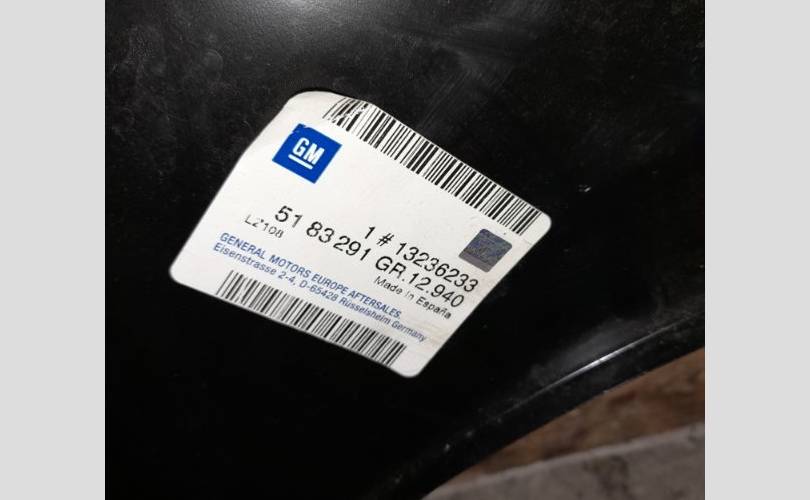 GM
1 # 13236233
51 83 291 GR.12.940
LZ108 Made in España
GENERAL MOTORS EUROPE AFTERSALES.
Eisenstrasse 2-4, D-65428 Rüsselsheim Germany